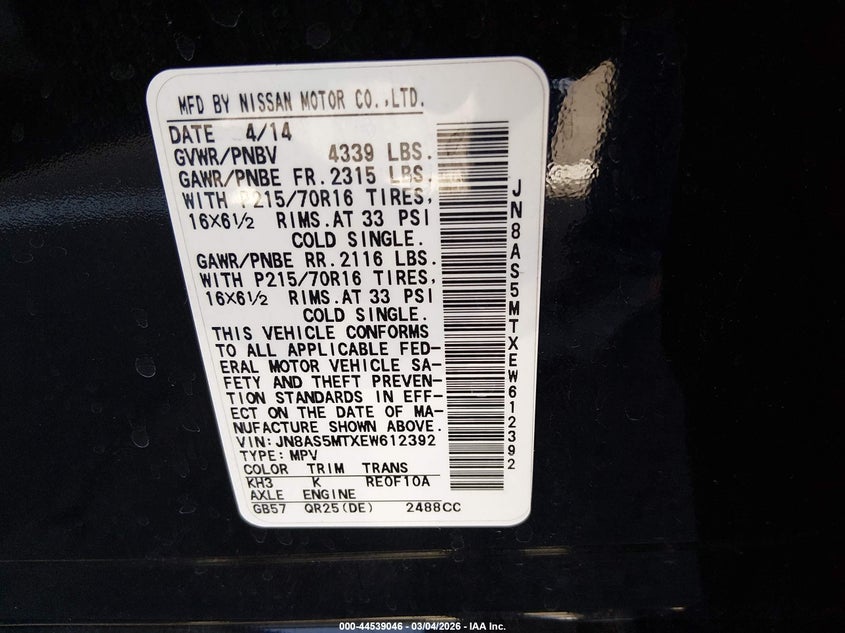 MFD BY NISSAN MOTOR CO.,LTD.
DATE 4/14
GVWR/PNBV 4339 LBS.
GAWR/PNBE FR.2315 LBS.
WITH P215/70R16 TIRES,
16X6½ RIMS.AT 33 PSI
COLD SINGLE.
GAWR/PNBE RR.2116 LBS.
WITH P215/70R16 TIRES,
16X6½ RIMS.AT 33 PSI
COLD SINGLE.
THIS VEHICLE CONFORMS
TO ALL APPLICABLE FED-
ERAL MOTOR VEHICLE SA-
FETY AND THEFT PREVEN-
TION STANDARDS IN EFF-
ECT ON THE DATE OF MA-
NUFACTURE SHOWN ABOVE.
VIN:JN8AS5MTXEW612392
TYPE:MPV
COLOR TRIM TRANS
KH3 K RE0F10A
AXLE ENGINE
GB57 QR25(DE) 2488CC
JN8AS5MTXEW612392
000-44539046 - 03/04/2026 - IAA Inc.